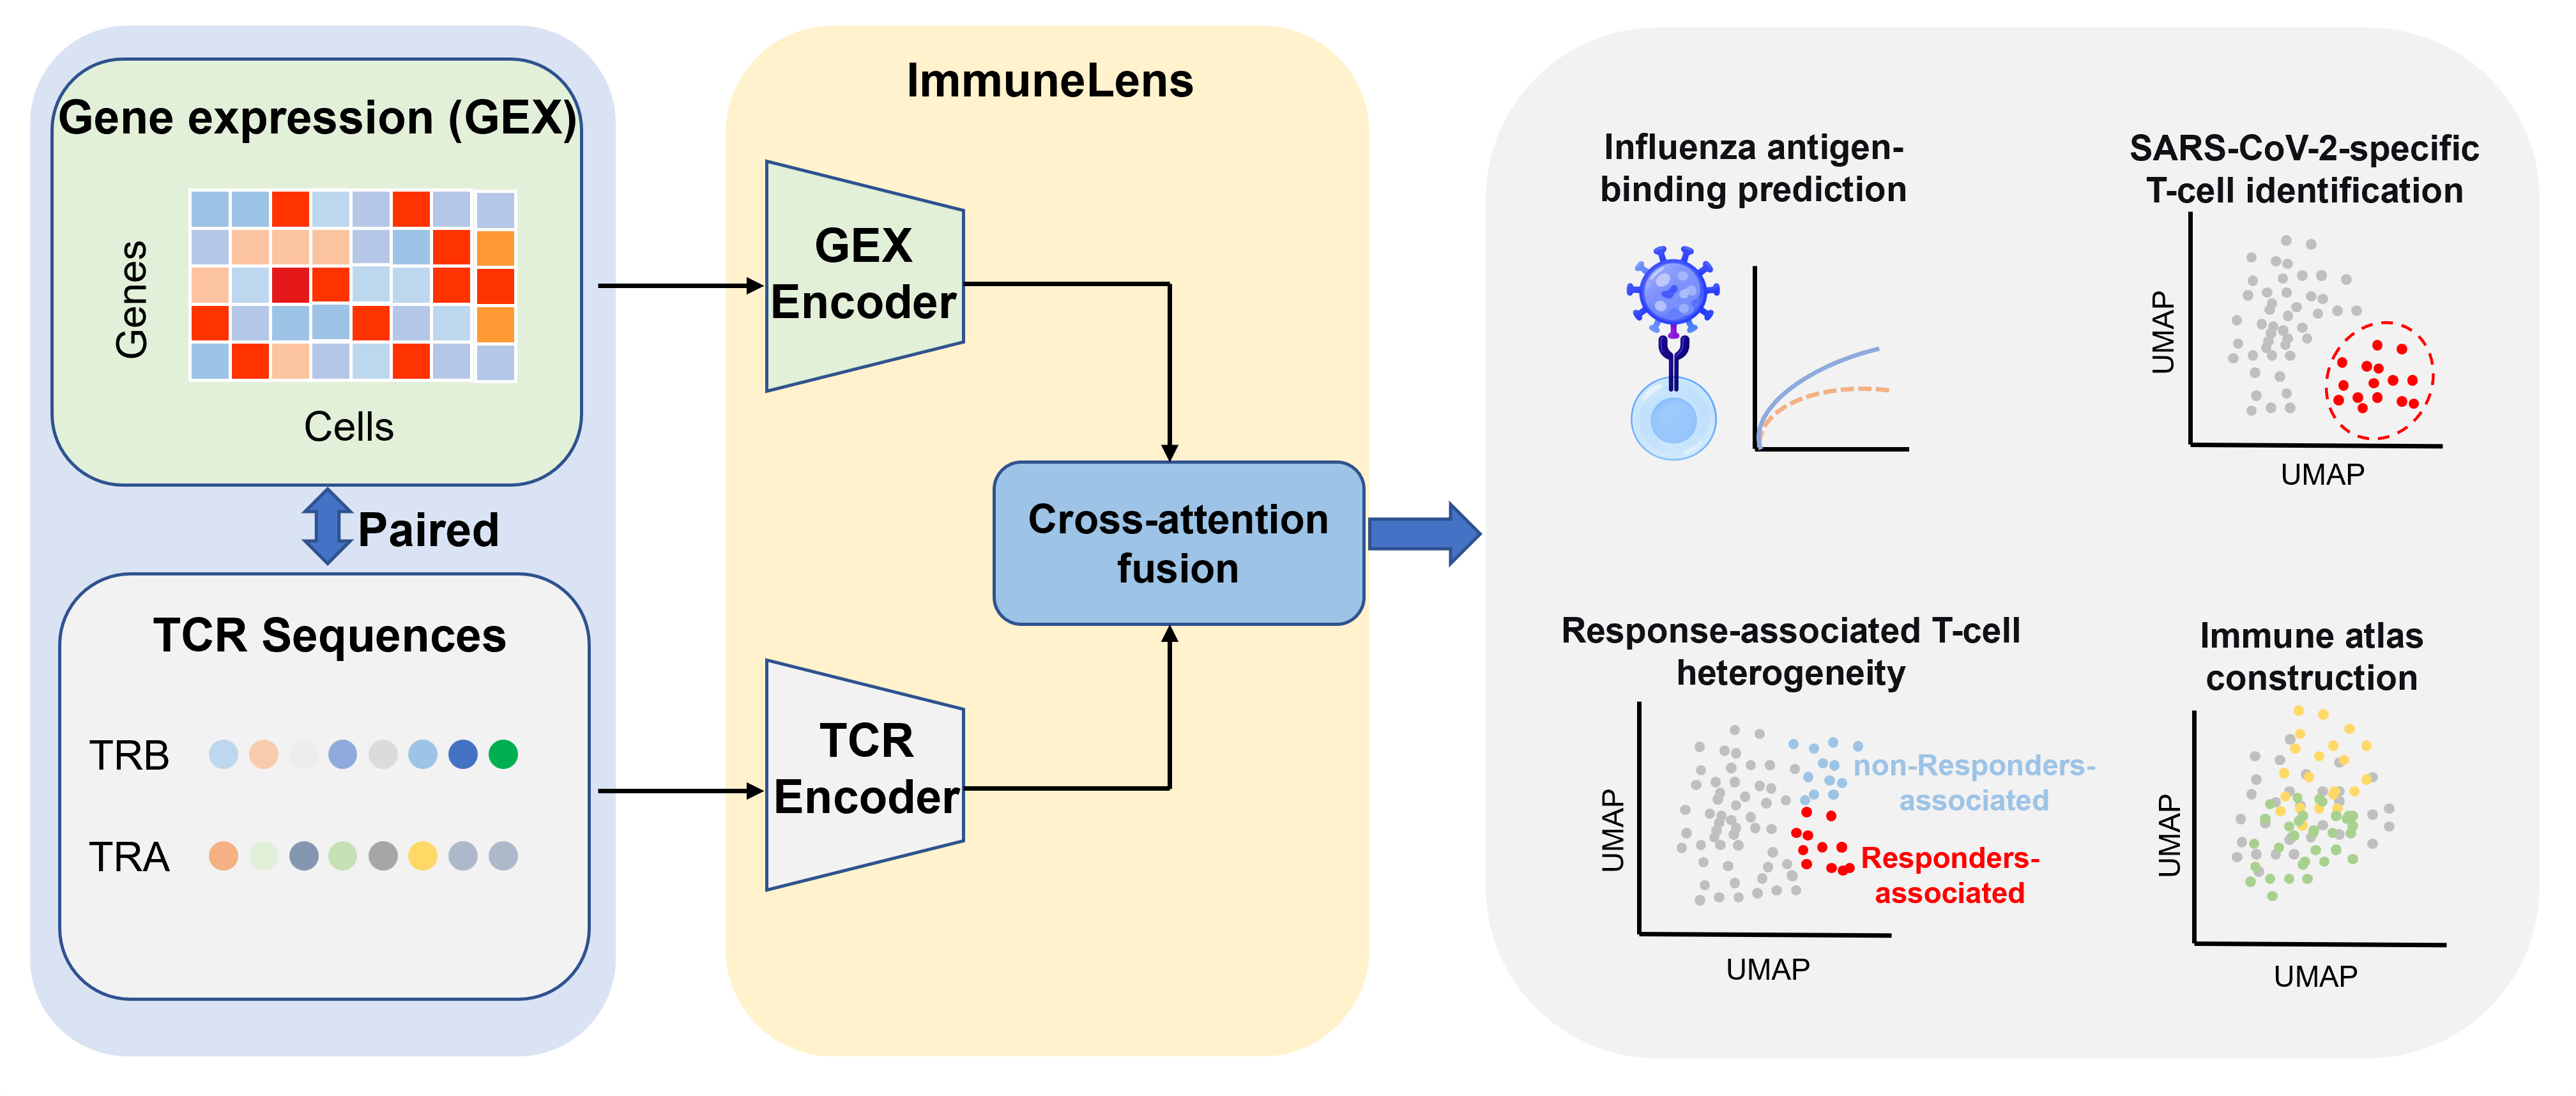 Gene expression (GEX)
Genes
Cells
Paired
TCR Sequences
TRB
TRA
ImmuneLens
GEX
Encoder
Cross-attention
fusion
TCR
Encoder
Influenza antigen-
binding prediction
SARS-CoV-2-specific
T-cell identification
UMAP
UMAP
Response-associated T-cell
heterogeneity
non-Responders-
associated
Responders-
associated
UMAP
UMAP
Immune atlas
construction
UMAP
UMAP